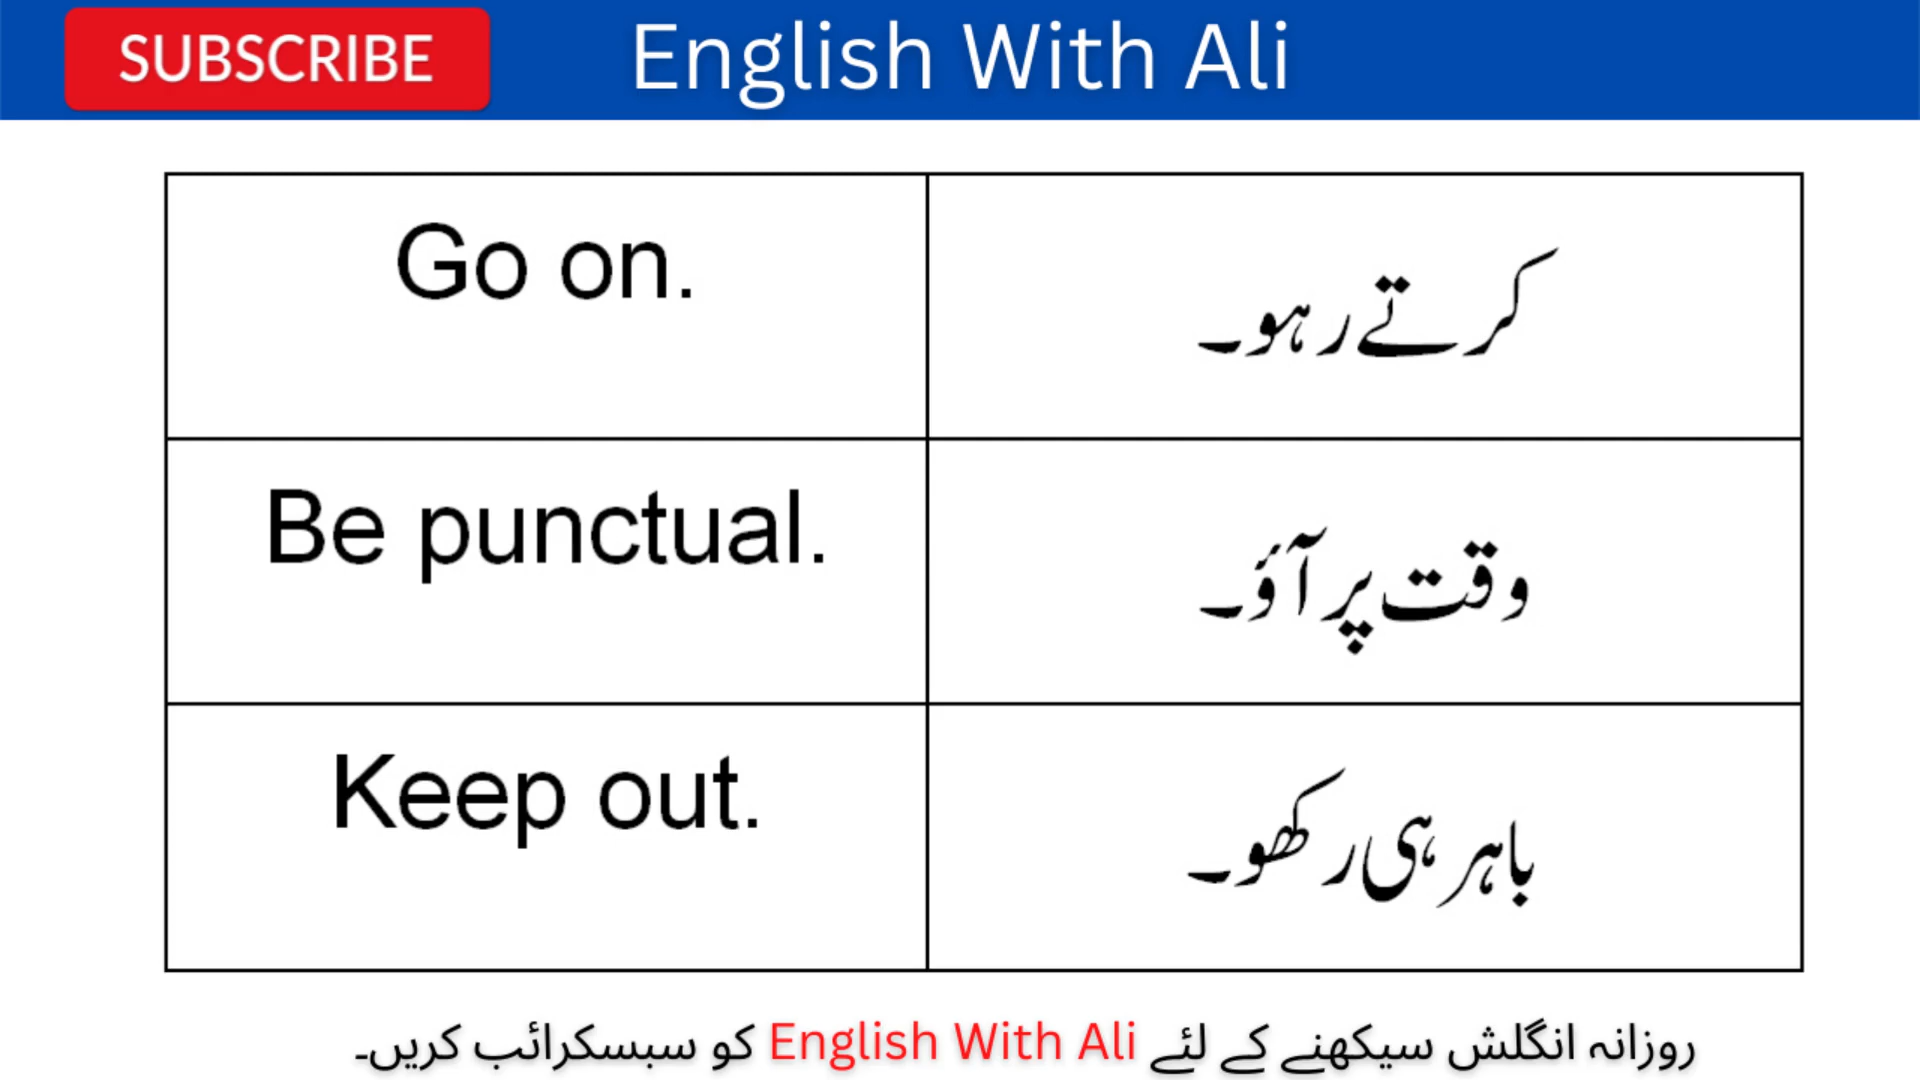 SUBSCRIBE
English With Ali
Go on.
کرتے رہو۔
Be punctual.
وقت پر آؤ۔
Keep out.
باہر ہی رکھو۔
روزانہ انگلش سیکھنے کے لئے English With Ali کو سبسکرائب کریں۔